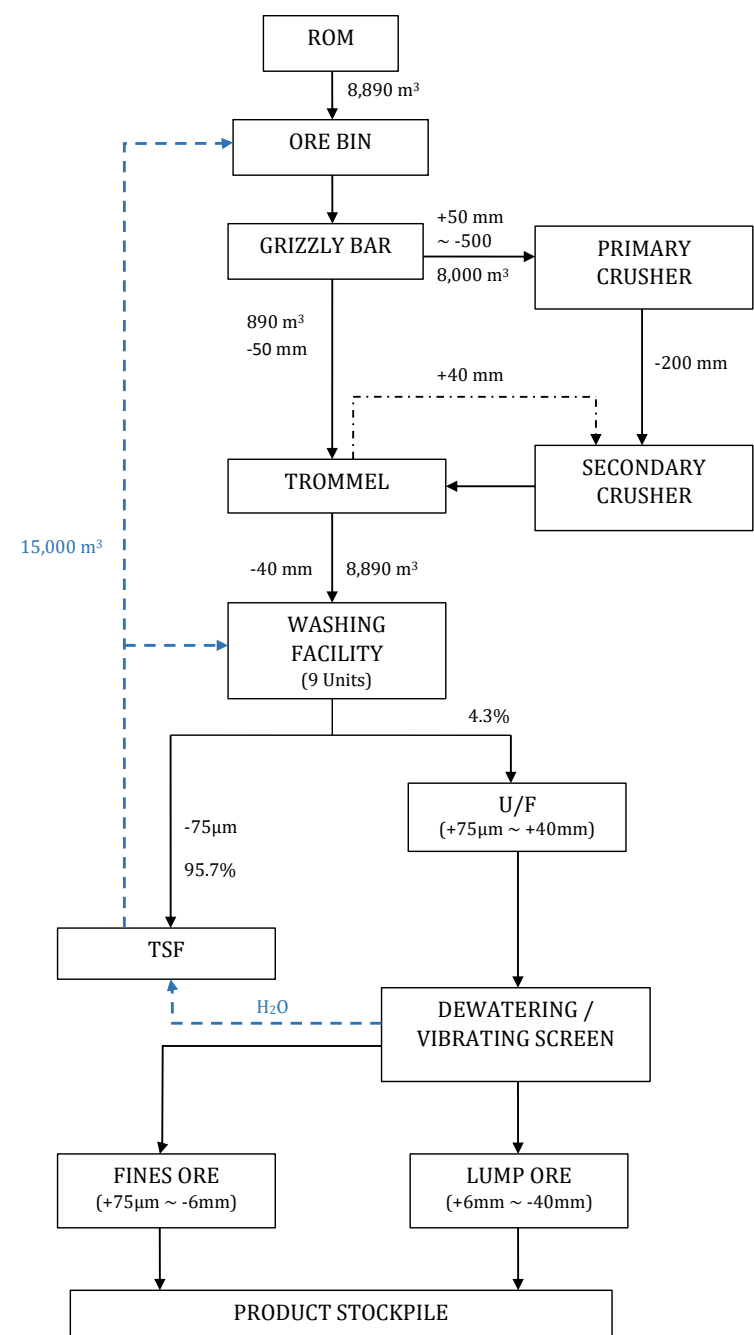 ROM
8,890 m³
ORE BIN
GRIZZLY BAR
+50 mm
~ -500
8,000 m³
PRIMARY
CRUSHER
890 m³
-50 mm
+40 mm
-200 mm
TROMMEL
SECONDARY
CRUSHER
15,000 m³
-40 mm
8,890 m³
WASHING
FACILITY
(9 Units)
4.3%
U/F
(+75µm ~ +40mm)
-75µm
95.7%
TSF
H₂O
DEWATERING /
VIBRATING SCREEN
FINES ORE
(+75µm ~ -6mm)
LUMP ORE
(+6mm ~ -40mm)
PRODUCT STOCKPILE